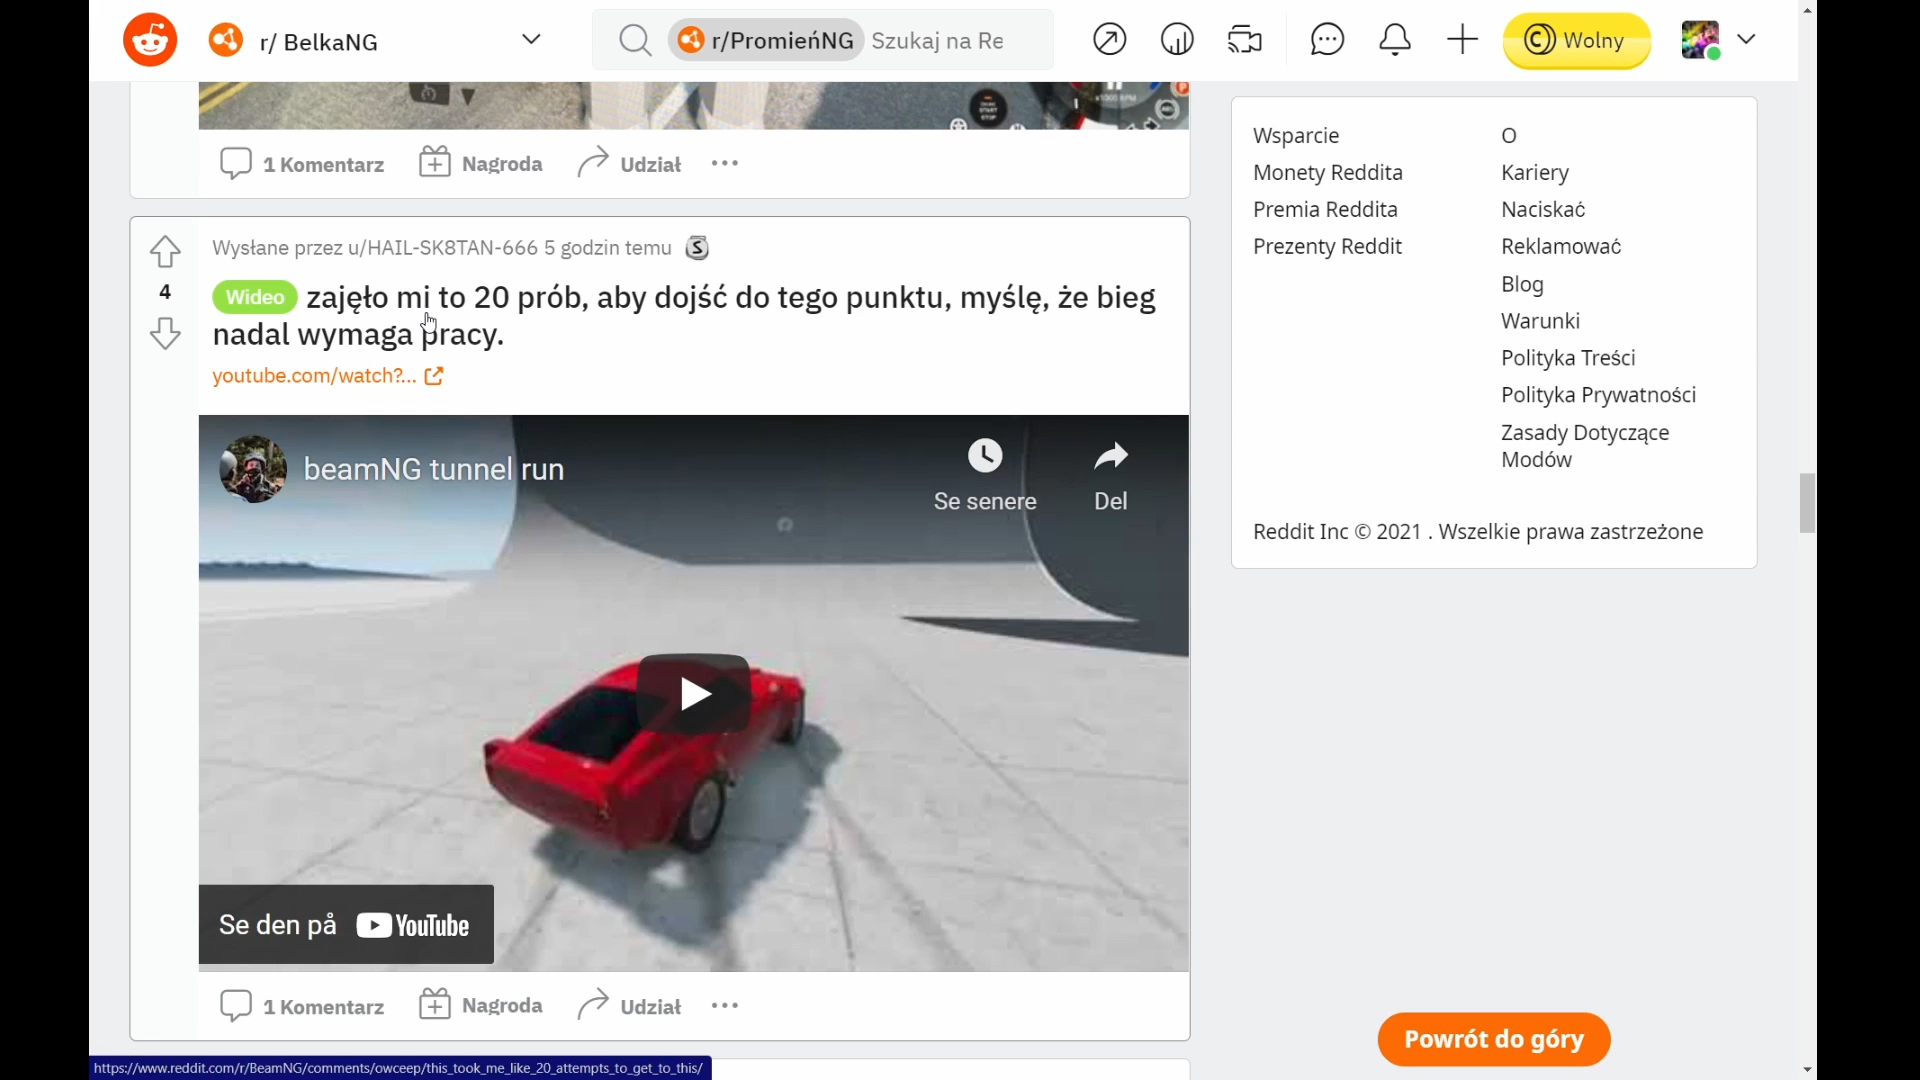 r/ BelkaNG
r/PromieńNG Szukaj na Re
Wolny
1 Komentarz Nagroda Udział
Wysłane przez u/HAIL-SK8TAN-666 5 godzin temu
4
Wideo zajęło mi to 20 prób, aby dojść do tego punktu, myślę, że bieg
nadal wymaga pracy.
youtube.com/watch?...
beamNG tunnel run
Se senere
Del
Se den på YouTube
1 Komentarz Nagroda Udział
Wsparcie
Monety Reddita
Premia Reddita
Prezenty Reddit
O
Kariery
Naciskać
Reklamować
Blog
Warunki
Polityka Treści
Polityka Prywatności
Zasady Dotyczące
Modów
Reddit Inc © 2021 . Wszelkie prawa zastrzeżone
Powrót do góry
https://www.reddit.com/r/BeamNG/comments/owceep/this_took_me_like_20_attempts_to_get_to_this/